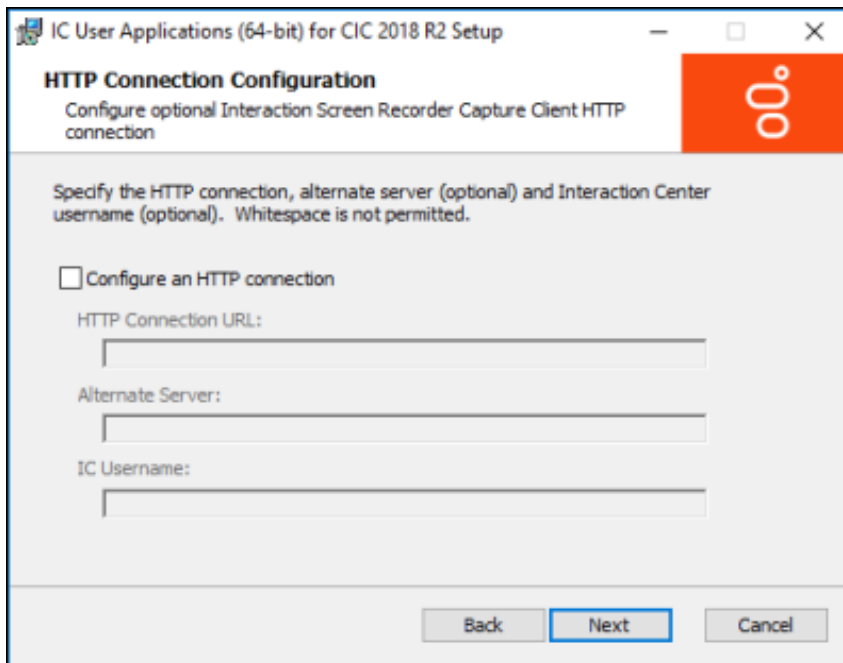 IC User Applications (64-bit) for CIC 2018 R2 Setup
HTTP Connection Configuration
Configure optional Interaction Screen Recorder Capture Client HTTP
connection
Specify the HTTP connection, alternate server (optional) and Interaction Center
username (optional).  Whitespace is not permitted.
Configure an HTTP connection
HTTP Connection URL:
Alternate Server:
IC Username:
Back Next Cancel